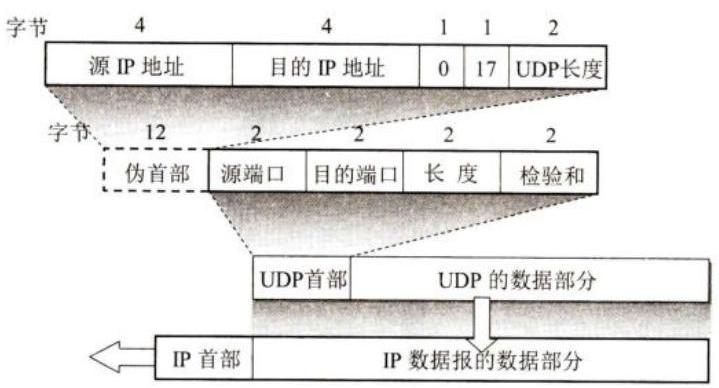 字节 4 4 1 1 2
源 IP 地址 目的 IP 地址 0 17 UDP长度
字节 12 2 2 2 2
伪首部 源端口 目的端口 长 度 检验和
UDP首部 UDP 的数据部分
IP 首部 IP 数据报的数据部分